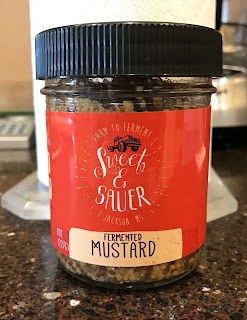 FARM TO FERMENT
Sweet
&
SAUER
JACKSON, MS
FERMENTED
MUSTARD